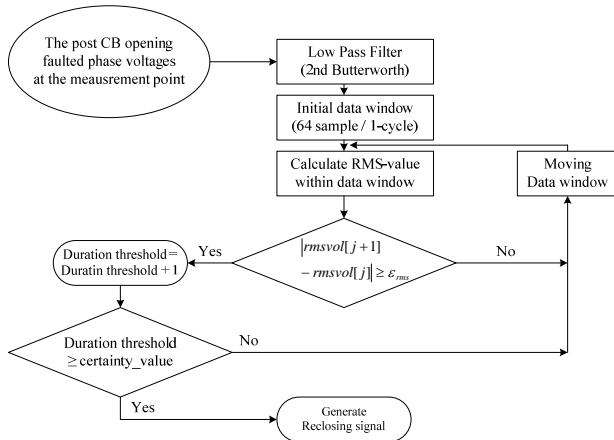 The post CB opening
faulted phase voltages
at the meausrement point
Low Pass Filter
(2nd Butterworth)
Initial data window
(64 sample / 1-cycle)
Calculate RMS-value
within data window
Moving
Data window
|rmsvol[j+1]
− rmsvol[j]| ≥ ε_rms
Yes
No
Duration threshold=
Duratin threshold +1
Duration threshold
≥ certainty_value
No
Yes
Generate
Reclosing signal